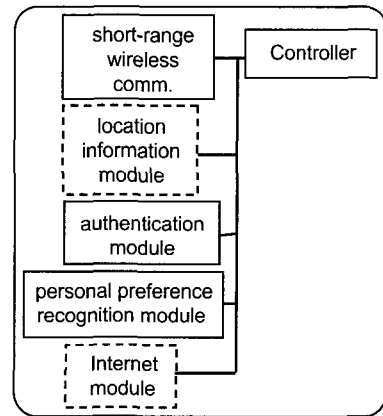 short-range
wireless
comm.
Controller
location
information
module
authentication
module
personal preference
recognition module
Internet
module